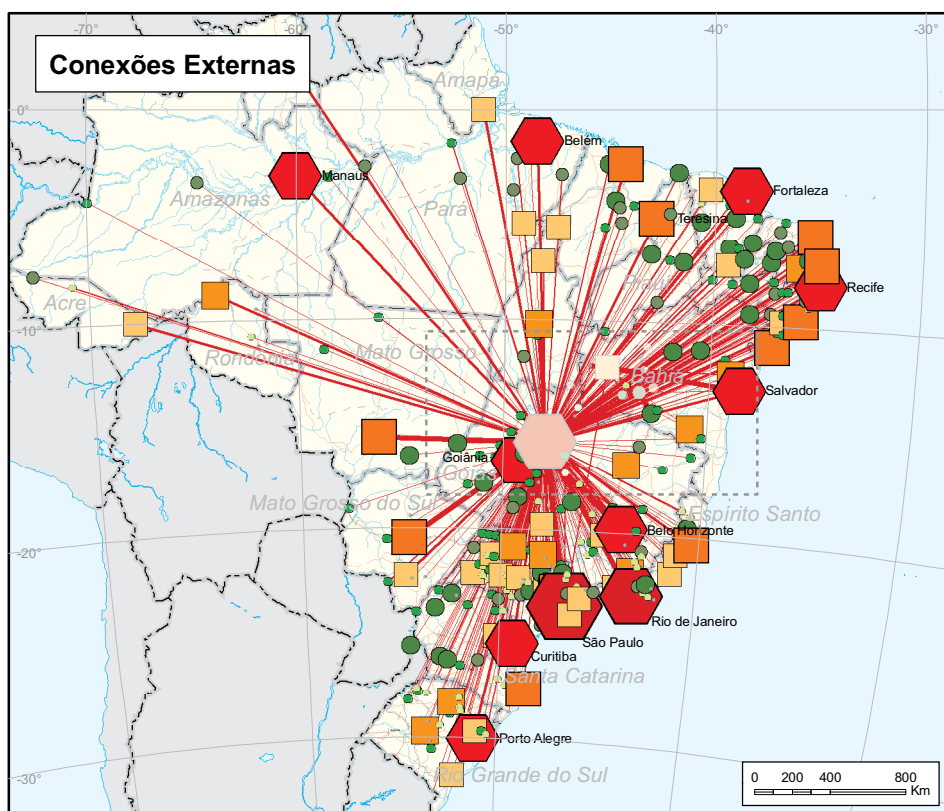 -70°
-60°
-50°
-40°
Conexões Externas
Amapá
0°
Belém
Manaus
Fortaleza
Amazonas
Pará
Teresina
Piauí
Recife
Acre
-10°
Rondônia
Mato Grosso
Bahia
Salvador
Goiânia
Goiás
Mato Grosso do Sul
Espírito Santo
Belo Horizonte
-20°
Rio de Janeiro
São Paulo
Curitiba
Santa Catarina
Porto Alegre
Rio Grande do Sul
-30°
0 200 400 800
Km